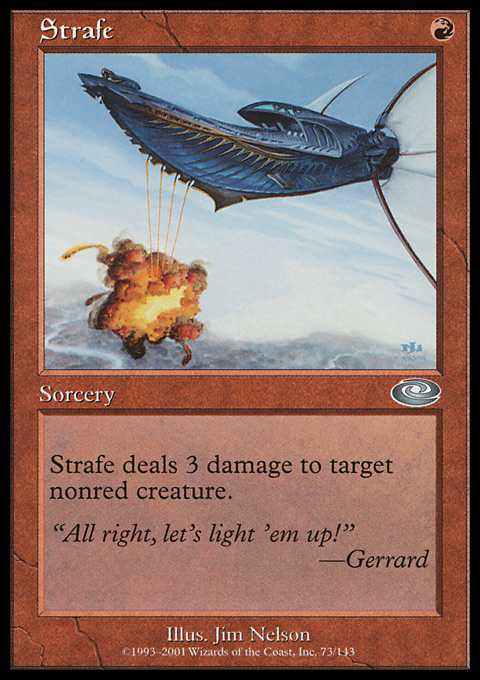 Strafe
Sorcery
Strafe deals 3 damage to target
nonred creature.
“All right, let’s light ’em up!”
—Gerrard
Illus. Jim Nelson
©1993–2001 Wizards of the Coast, Inc. 73/143